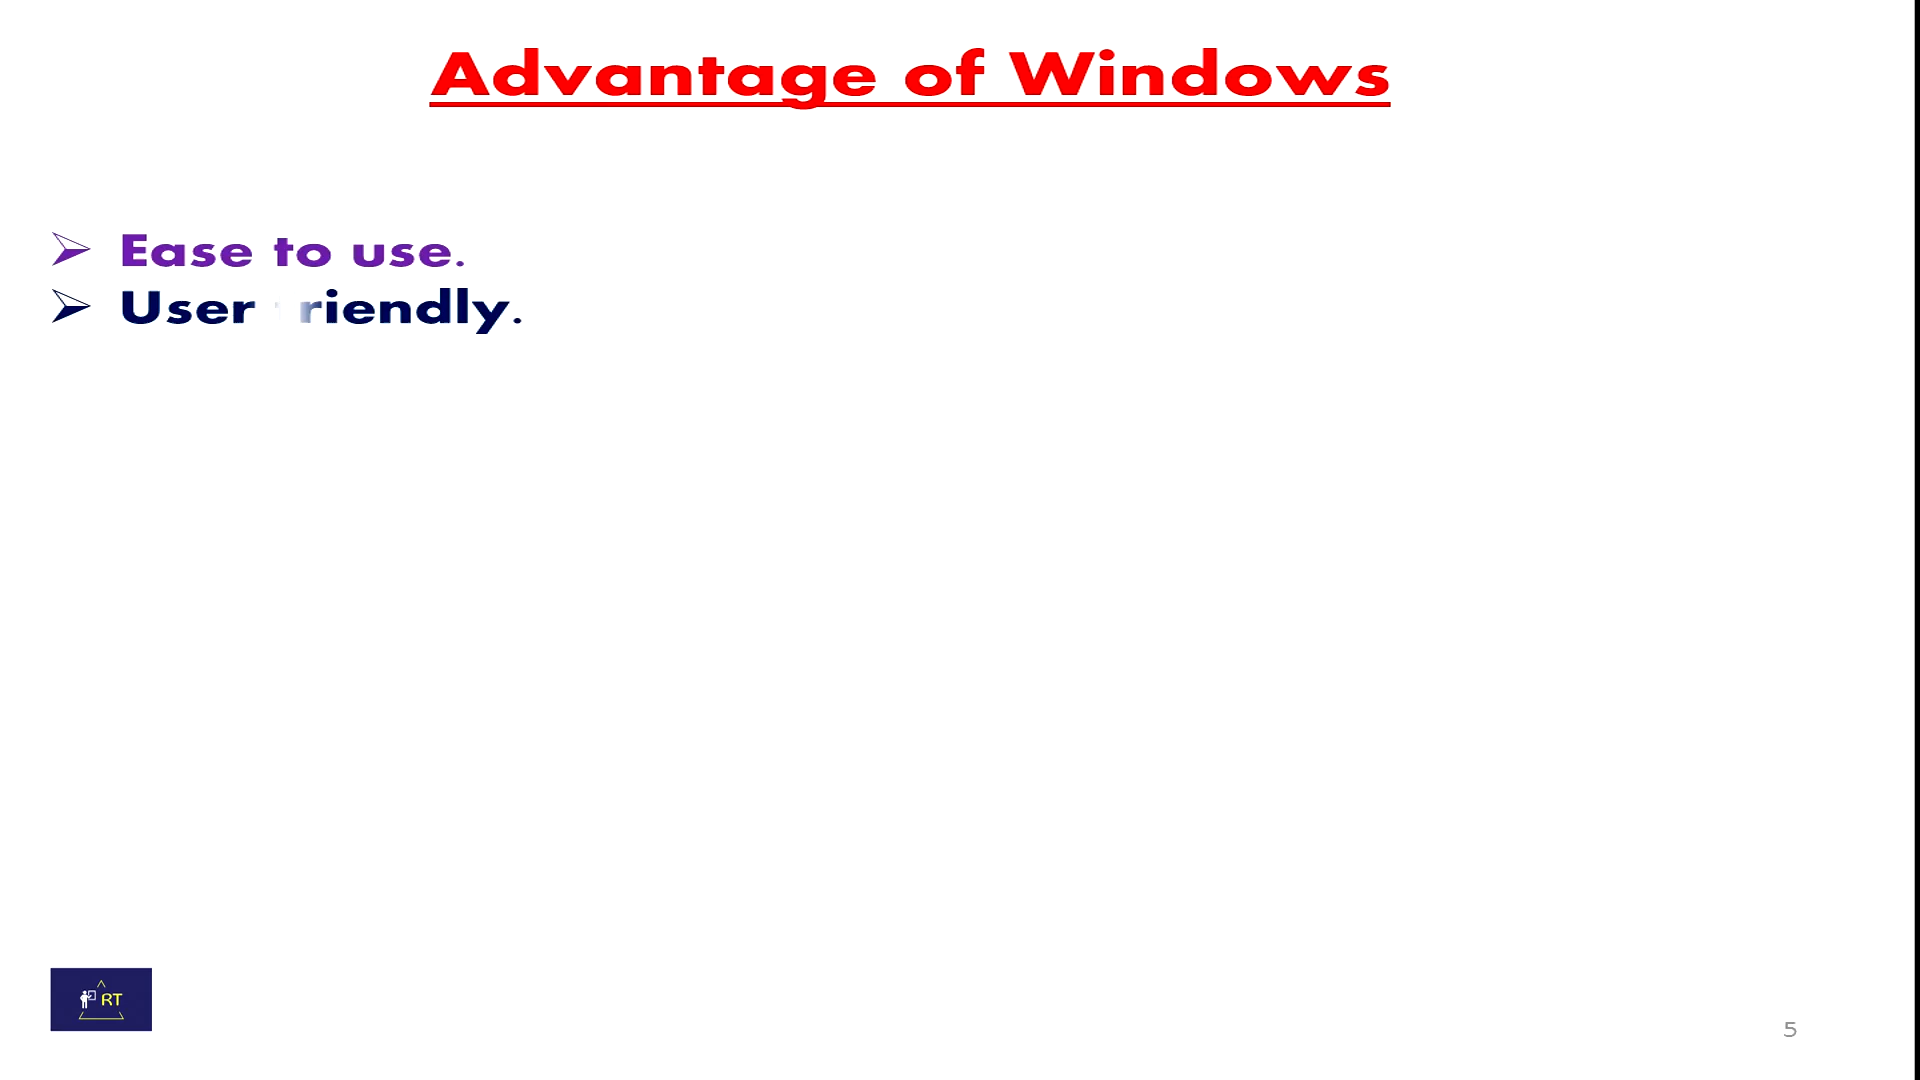 Advantage of Windows
➢ Ease to use.
➢ User friendly.
RT
5